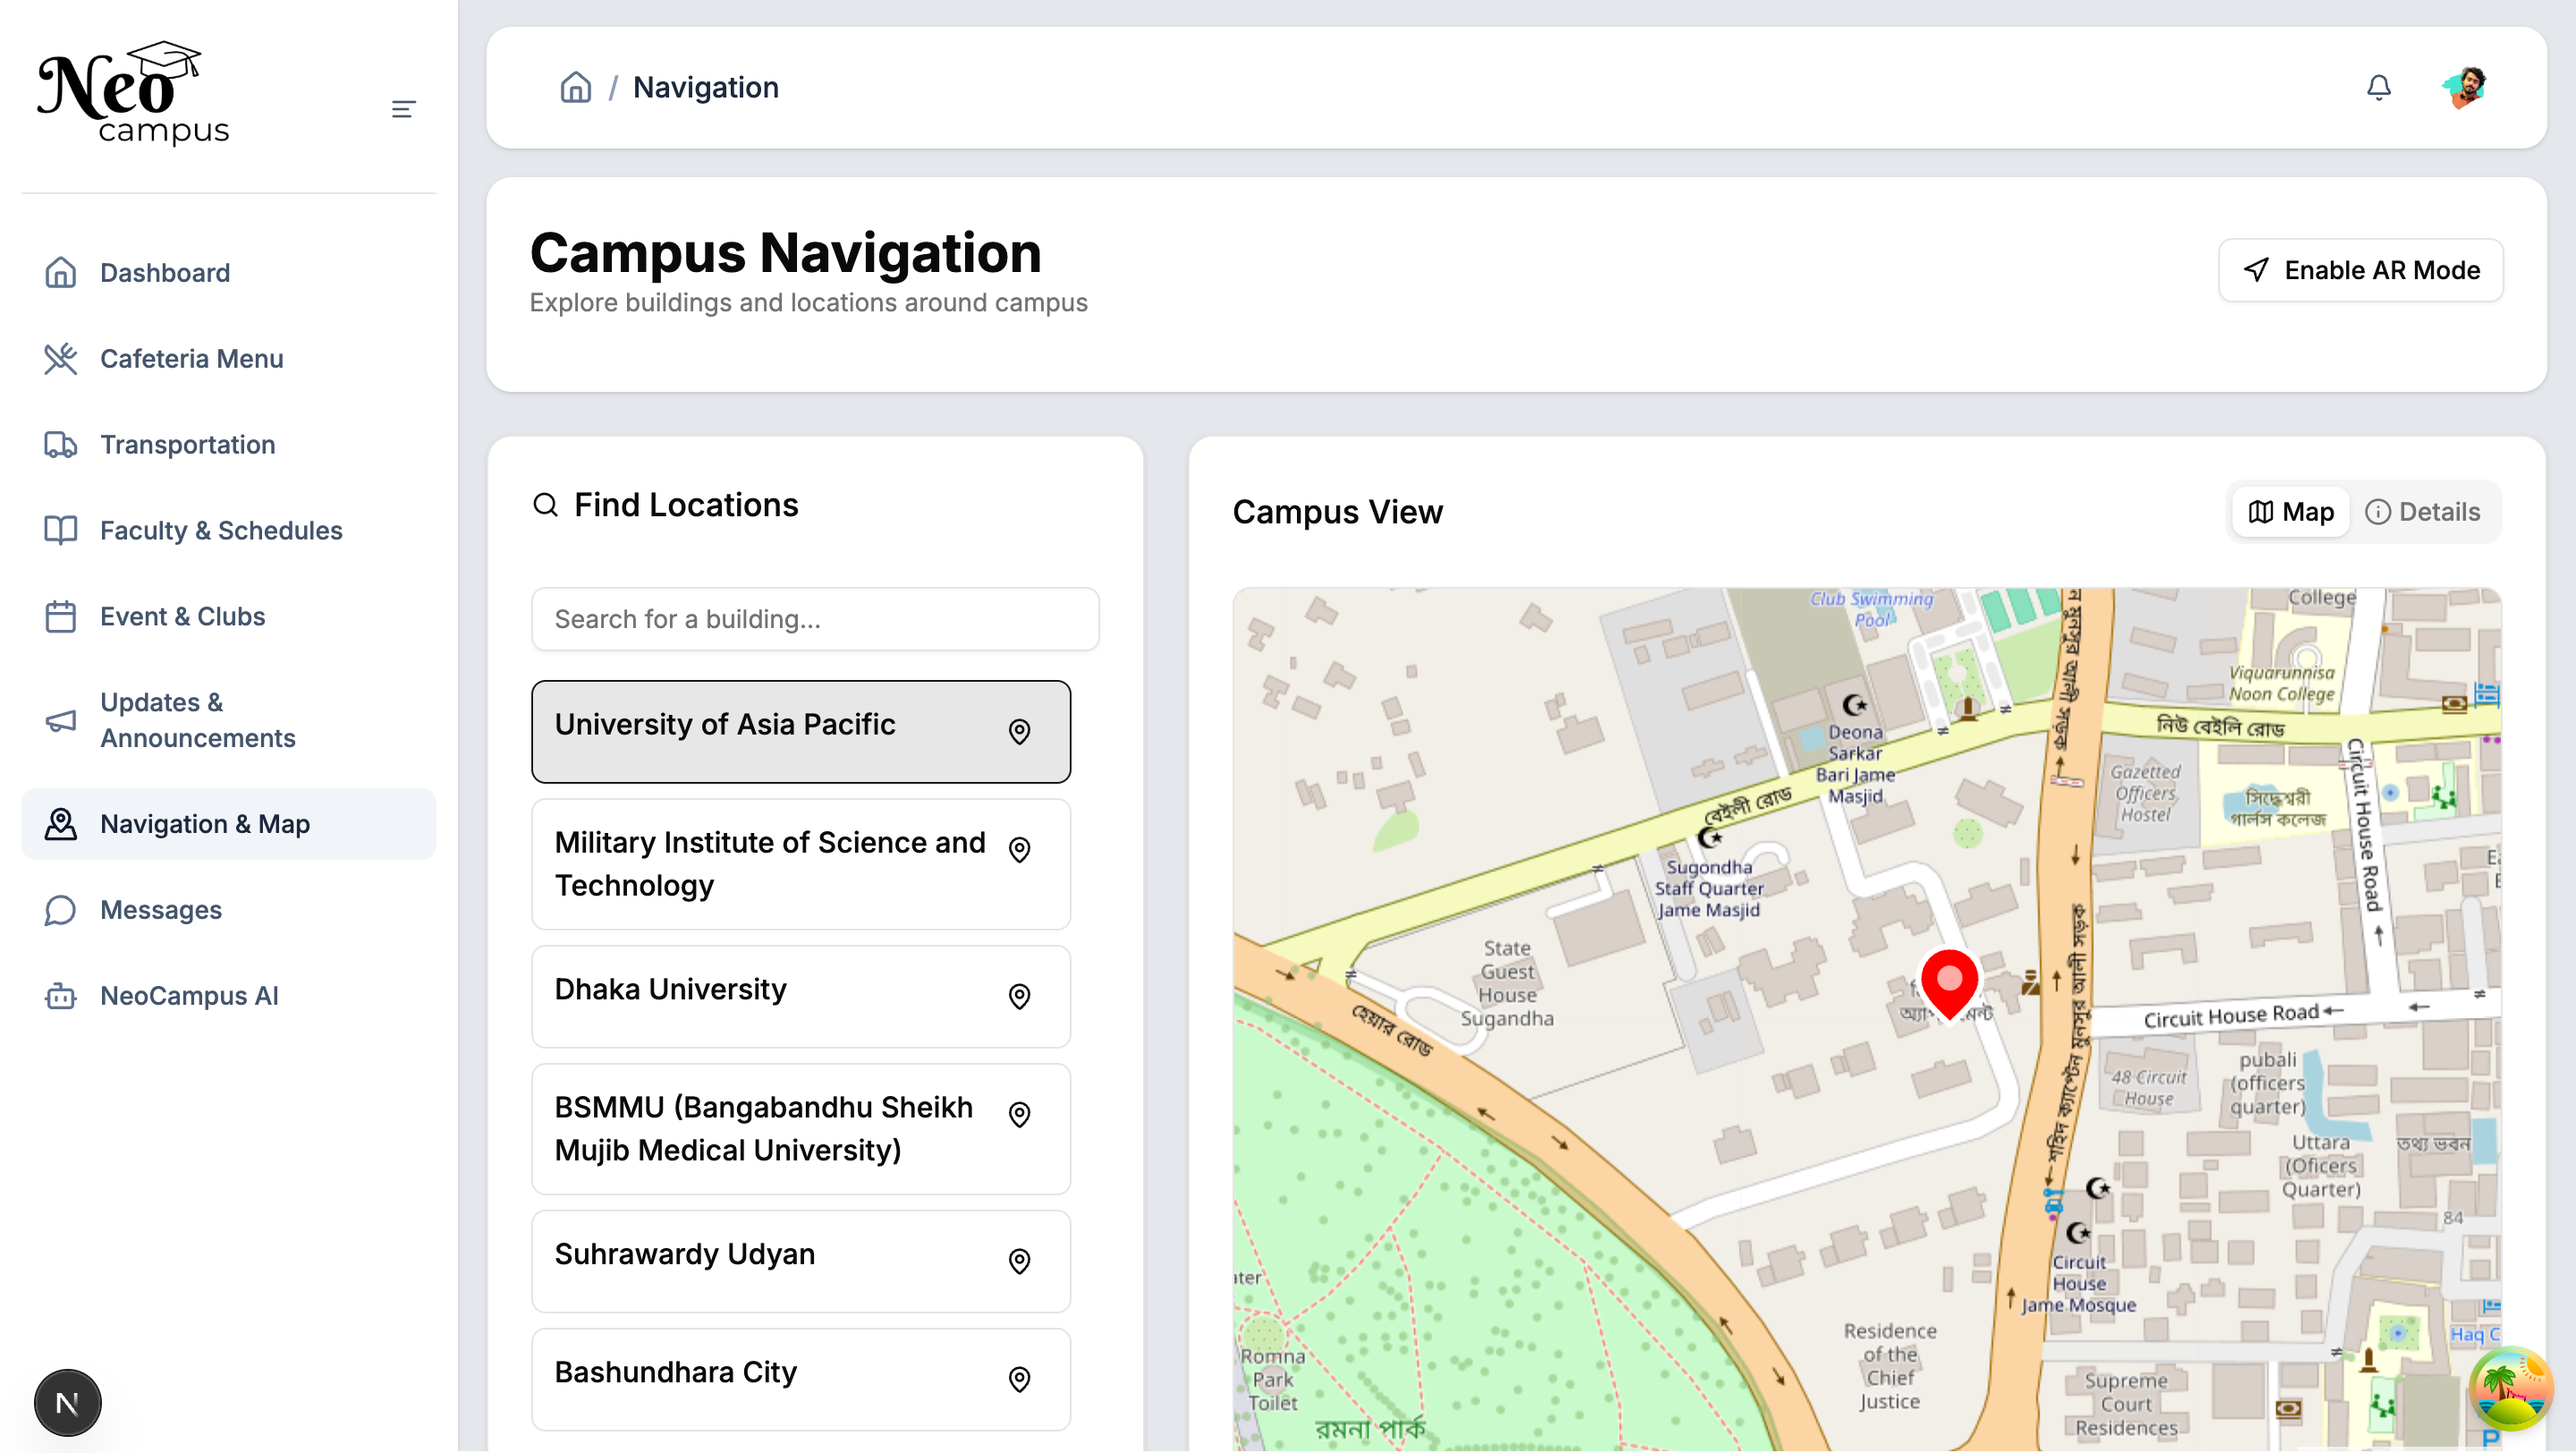 Neo
campus
Dashboard
Cafeteria Menu
Transportation
Faculty & Schedules
Event & Clubs
Updates &
Announcements
Navigation & Map
Messages
NeoCampus AI
N
/ Navigation
Campus Navigation
Explore buildings and locations around campus
Enable AR Mode
Find Locations
Search for a building...
University of Asia Pacific
Military Institute of Science and
Technology
Dhaka University
BSMMU (Bangabandhu Sheikh
Mujib Medical University)
Suhrawardy Udyan
Bashundhara City
Campus View
Map
Details
Club Swimming
Pool
College
Viquarunnisa
Noon College
নিউ বেইলি রোড
Deona
Sarkar
Bari Jame
Masjid
বেইলী রোড
Gazetted
Officers
Hostel
সিদ্ধেশ্বরী
গার্লস কলেজ
Circuit House Road
Sugondha
Staff Quarter
Jame Masjid
State
Guest
House
Sugandha
হেয়ার রোড
শহিদ ক্যাপ্টেন মুনসুর আলী সড়ক
Circuit House Road
48 Circuit
House
pubali
(officers
quarter)
Uttara
(Oficers
Quarter)
তথ্য ভবন
84
Circuit
House
Jame Mosque
Haq C
Romna
Park
Toilet
রমনা পার্ক
Residence
of the
Chief
Justice
Supreme
Court
Residences
P